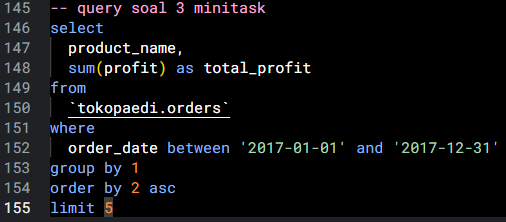 145 -- query soal 3 minitask
146 select
147 product_name,
148 sum(profit) as total_profit
149 from
150 `tokopaedi.orders`
151 where
152 order_date between '2017-01-01' and '2017-12-31'
153 group by 1
154 order by 2 asc
155 limit 5